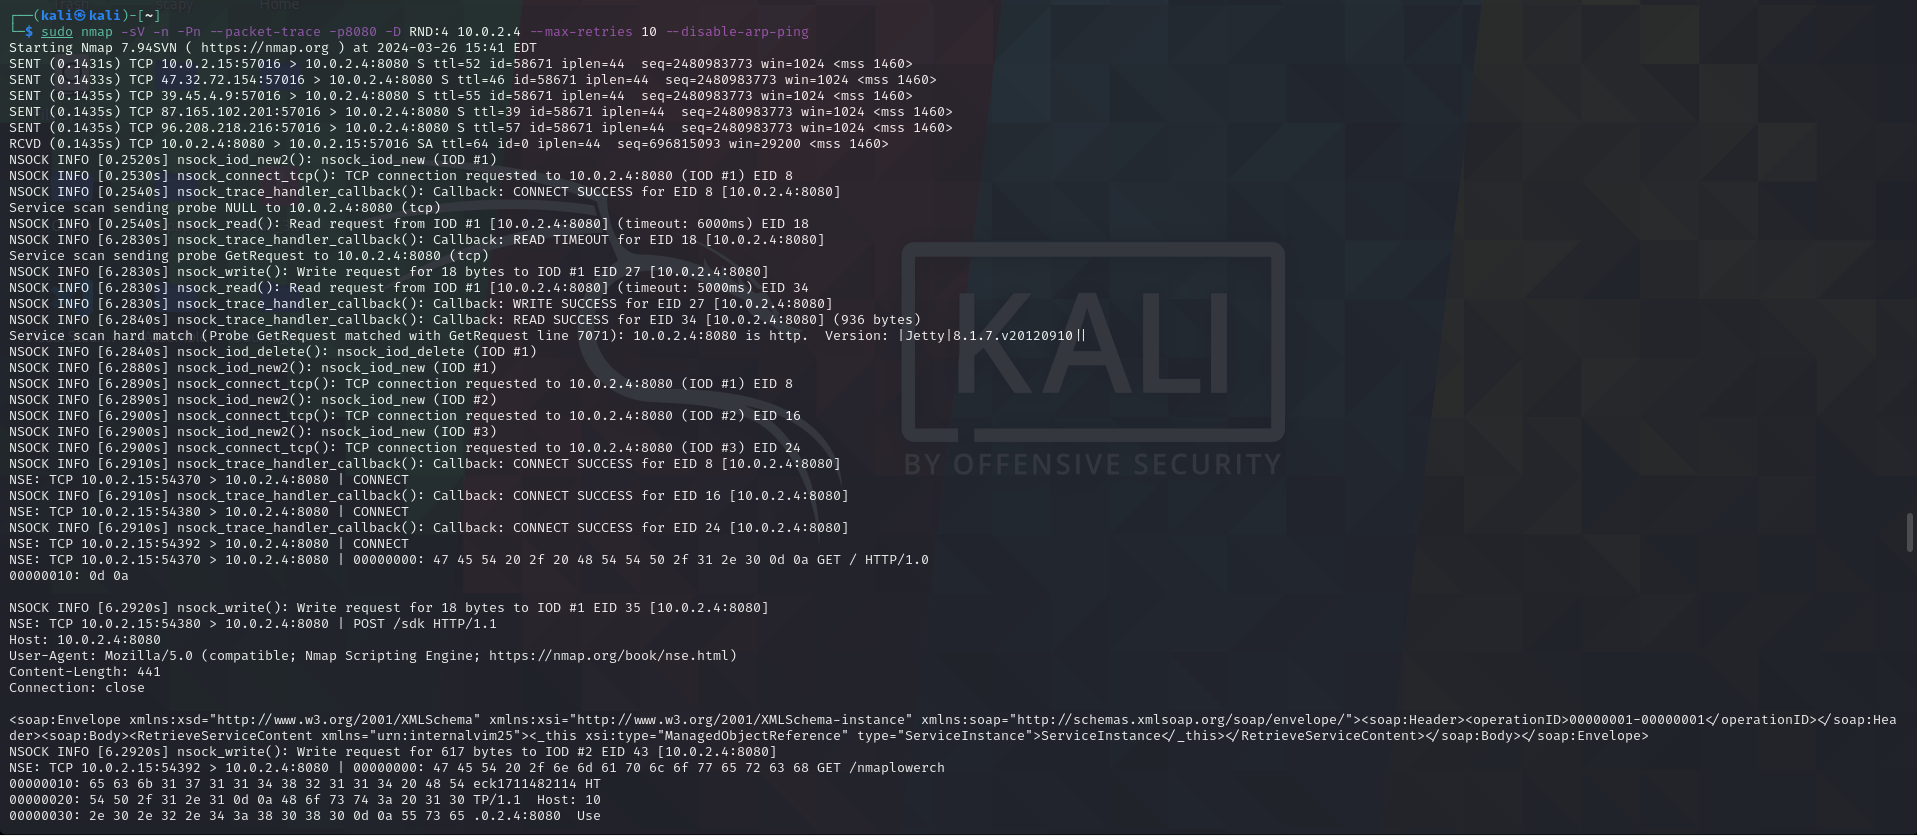 ┌──(kali㉿kali)-[~]
└─$ sudo nmap -sV -n -Pn --packet-trace -p8080 -D RND:4 10.0.2.4 --max-retries 10 --disable-arp-ping
Starting Nmap 7.94SVN ( https://nmap.org ) at 2024-03-26 15:41 EDT
SENT (0.1431s) TCP 10.0.2.15:57016 > 10.0.2.4:8080 S ttl=52 id=58671 iplen=44  seq=2480983773 win=1024 <mss 1460>
SENT (0.1433s) TCP 47.32.72.154:57016 > 10.0.2.4:8080 S ttl=46 id=58671 iplen=44  seq=2480983773 win=1024 <mss 1460>
SENT (0.1435s) TCP 39.45.4.9:57016 > 10.0.2.4:8080 S ttl=55 id=58671 iplen=44  seq=2480983773 win=1024 <mss 1460>
SENT (0.1435s) TCP 87.165.102.201:57016 > 10.0.2.4:8080 S ttl=39 id=58671 iplen=44  seq=2480983773 win=1024 <mss 1460>
SENT (0.1435s) TCP 96.208.218.216:57016 > 10.0.2.4:8080 S ttl=57 id=58671 iplen=44  seq=2480983773 win=1024 <mss 1460>
RCVD (0.1435s) TCP 10.0.2.4:8080 > 10.0.2.15:57016 SA ttl=64 id=0 iplen=44  seq=696815093 win=29200 <mss 1460>
NSOCK INFO [0.2520s] nsock_iod_new2(): nsock_iod_new (IOD #1)
NSOCK INFO [0.2530s] nsock_connect_tcp(): TCP connection requested to 10.0.2.4:8080 (IOD #1) EID 8
NSOCK INFO [0.2540s] nsock_trace_handler_callback(): Callback: CONNECT SUCCESS for EID 8 [10.0.2.4:8080]
Service scan sending probe NULL to 10.0.2.4:8080 (tcp)
NSOCK INFO [0.2540s] nsock_read(): Read request from IOD #1 [10.0.2.4:8080] (timeout: 6000ms) EID 18
NSOCK INFO [6.2830s] nsock_trace_handler_callback(): Callback: READ TIMEOUT for EID 18 [10.0.2.4:8080]
Service scan sending probe GetRequest to 10.0.2.4:8080 (tcp)
NSOCK INFO [6.2830s] nsock_write(): Write request for 18 bytes to IOD #1 EID 27 [10.0.2.4:8080]
NSOCK INFO [6.2830s] nsock_read(): Read request from IOD #1 [10.0.2.4:8080] (timeout: 5000ms) EID 34
NSOCK INFO [6.2830s] nsock_trace_handler_callback(): Callback: WRITE SUCCESS for EID 27 [10.0.2.4:8080]
NSOCK INFO [6.2840s] nsock_trace_handler_callback(): Callback: READ SUCCESS for EID 34 [10.0.2.4:8080] (936 bytes)
Service scan hard match (Probe GetRequest matched with GetRequest line 7071): 10.0.2.4:8080 is http.  Version: |Jetty|8.1.7.v20120910||
NSOCK INFO [6.2840s] nsock_iod_delete(): nsock_iod_delete (IOD #1)
NSOCK INFO [6.2880s] nsock_iod_new2(): nsock_iod_new (IOD #1)
NSOCK INFO [6.2890s] nsock_connect_tcp(): TCP connection requested to 10.0.2.4:8080 (IOD #1) EID 8
NSOCK INFO [6.2890s] nsock_iod_new2(): nsock_iod_new (IOD #2)
NSOCK INFO [6.2900s] nsock_connect_tcp(): TCP connection requested to 10.0.2.4:8080 (IOD #2) EID 16
NSOCK INFO [6.2900s] nsock_iod_new2(): nsock_iod_new (IOD #3)
NSOCK INFO [6.2900s] nsock_connect_tcp(): TCP connection requested to 10.0.2.4:8080 (IOD #3) EID 24
NSOCK INFO [6.2910s] nsock_trace_handler_callback(): Callback: CONNECT SUCCESS for EID 8 [10.0.2.4:8080]
NSE: TCP 10.0.2.15:54370 > 10.0.2.4:8080 | CONNECT
NSOCK INFO [6.2910s] nsock_trace_handler_callback(): Callback: CONNECT SUCCESS for EID 16 [10.0.2.4:8080]
NSE: TCP 10.0.2.15:54380 > 10.0.2.4:8080 | CONNECT
NSOCK INFO [6.2910s] nsock_trace_handler_callback(): Callback: CONNECT SUCCESS for EID 24 [10.0.2.4:8080]
NSE: TCP 10.0.2.15:54392 > 10.0.2.4:8080 | CONNECT
NSE: TCP 10.0.2.15:54370 > 10.0.2.4:8080 | 00000000: 47 45 54 20 2f 20 48 54 54 50 2f 31 2e 30 0d 0a GET / HTTP/1.0
00000010: 0d 0a
NSOCK INFO [6.2920s] nsock_write(): Write request for 18 bytes to IOD #1 EID 35 [10.0.2.4:8080]
NSE: TCP 10.0.2.15:54380 > 10.0.2.4:8080 | POST /sdk HTTP/1.1
Host: 10.0.2.4:8080
User-Agent: Mozilla/5.0 (compatible; Nmap Scripting Engine; https://nmap.org/book/nse.html)
Content-Length: 441
Connection: close
<soap:Envelope xmlns:xsd="http://www.w3.org/2001/XMLSchema" xmlns:xsi="http://www.w3.org/2001/XMLSchema-instance" xmlns:soap="http://schemas.xmlsoap.org/soap/envelope/"><soap:Header><operationID>00000001-00000001</operationID></soap:Hea
der><soap:Body><RetrieveServiceContent xmlns="urn:internalvim25"><_this xsi:type="ManagedObjectReference" type="ServiceInstance">ServiceInstance</_this></RetrieveServiceContent></soap:Body></soap:Envelope>
NSOCK INFO [6.2920s] nsock_write(): Write request for 617 bytes to IOD #2 EID 43 [10.0.2.4:8080]
NSE: TCP 10.0.2.15:54392 > 10.0.2.4:8080 | 00000000: 47 45 54 20 2f 6e 6d 61 70 6c 6f 77 65 72 63 68 GET /nmaplowerch
00000010: 65 63 6b 31 37 31 31 34 38 32 31 31 34 20 48 54 eck1711482114 HT
00000020: 54 50 2f 31 2e 31 0d 0a 48 6f 73 74 3a 20 31 30 TP/1.1  Host: 10
00000030: 2e 30 2e 32 2e 34 3a 38 30 38 30 0d 0a 55 73 65 .0.2.4:8080  Use
KALI
BY OFFENSIVE SECURITY
Home